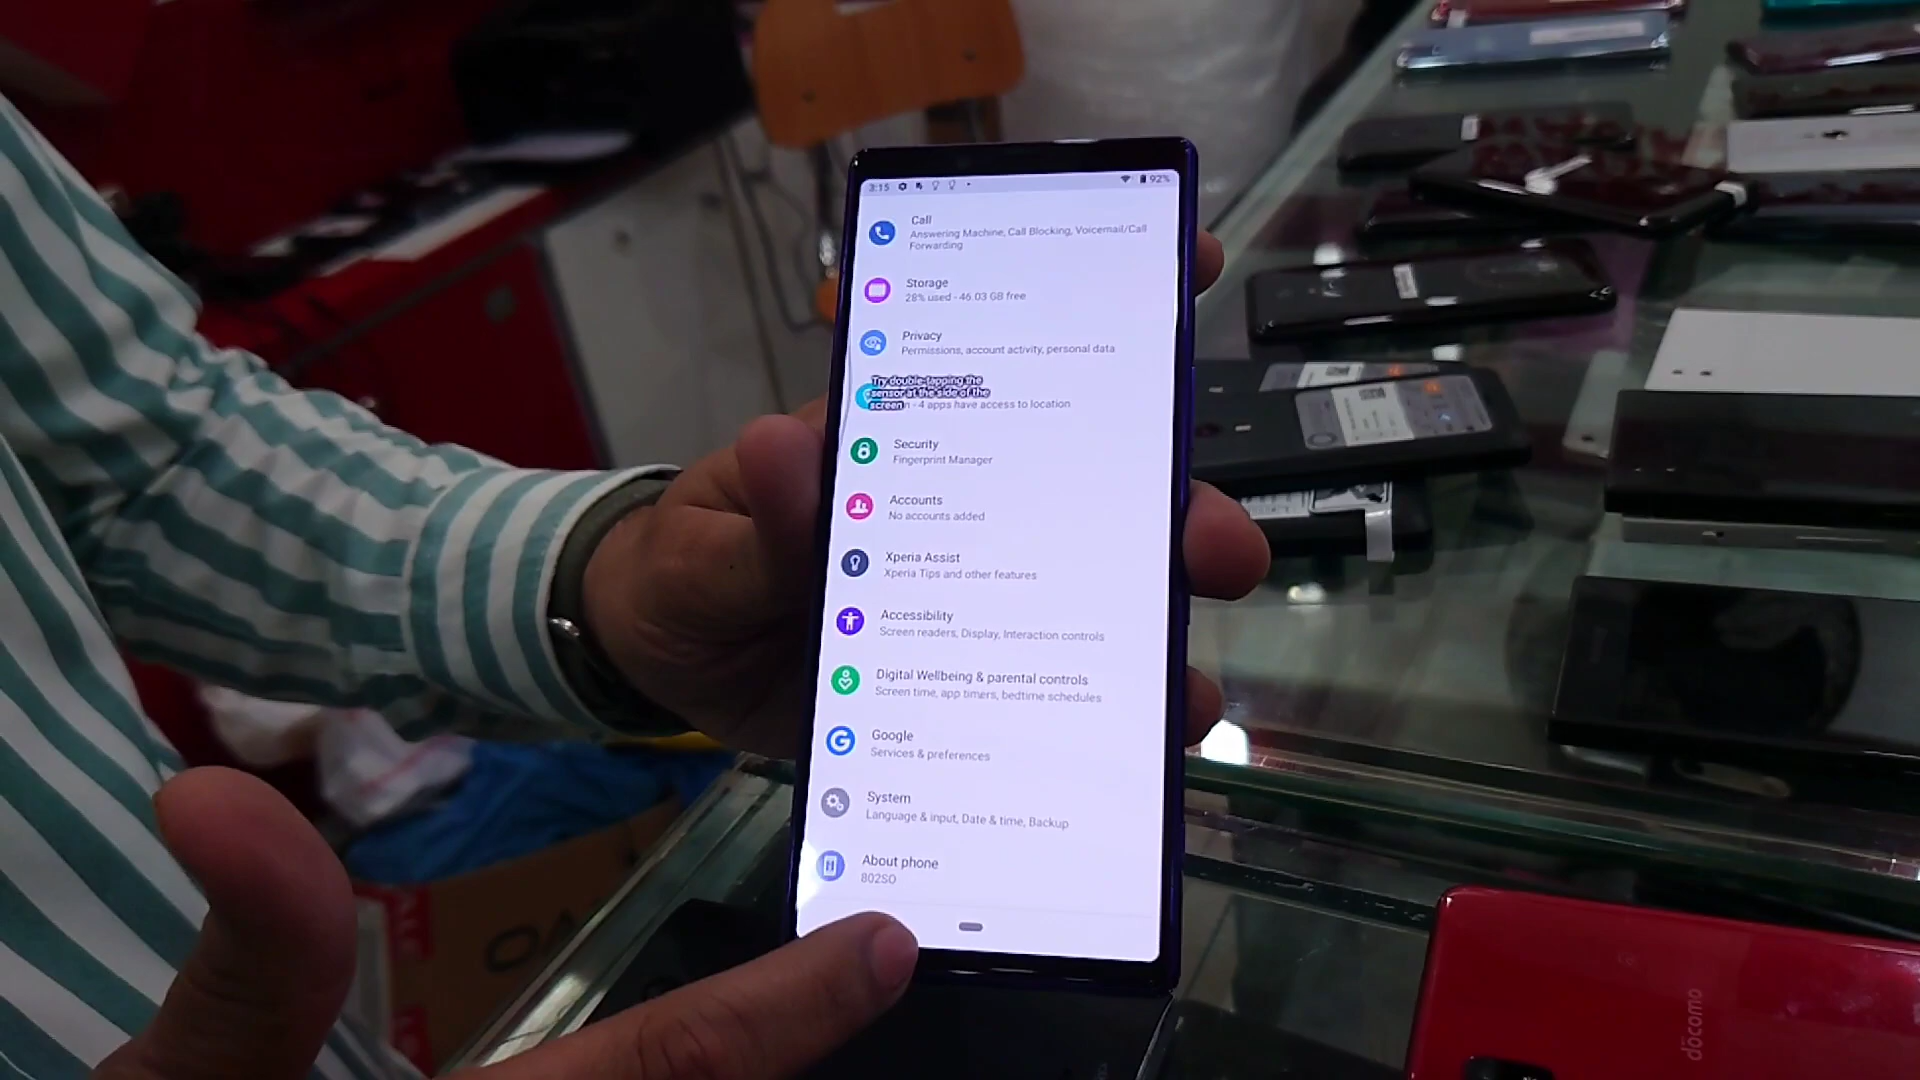 3:15
92%
Call
Answering Machine, Call Blocking, Voicemail/Call
Forwarding
Storage
28% used - 46.03 GB free
Privacy
Permissions, account activity, personal data
Try double-tapping the
sensor at the side of the
screen
- 4 apps have access to location
Security
Fingerprint Manager
Accounts
No accounts added
Xperia Assist
Xperia Tips and other features
Accessibility
Screen readers, Display, Interaction controls
Digital Wellbeing & parental controls
Screen time, app timers, bedtime schedules
Google
Services & preferences
System
Language & input, Date & time, Backup
About phone
802SO
docomo